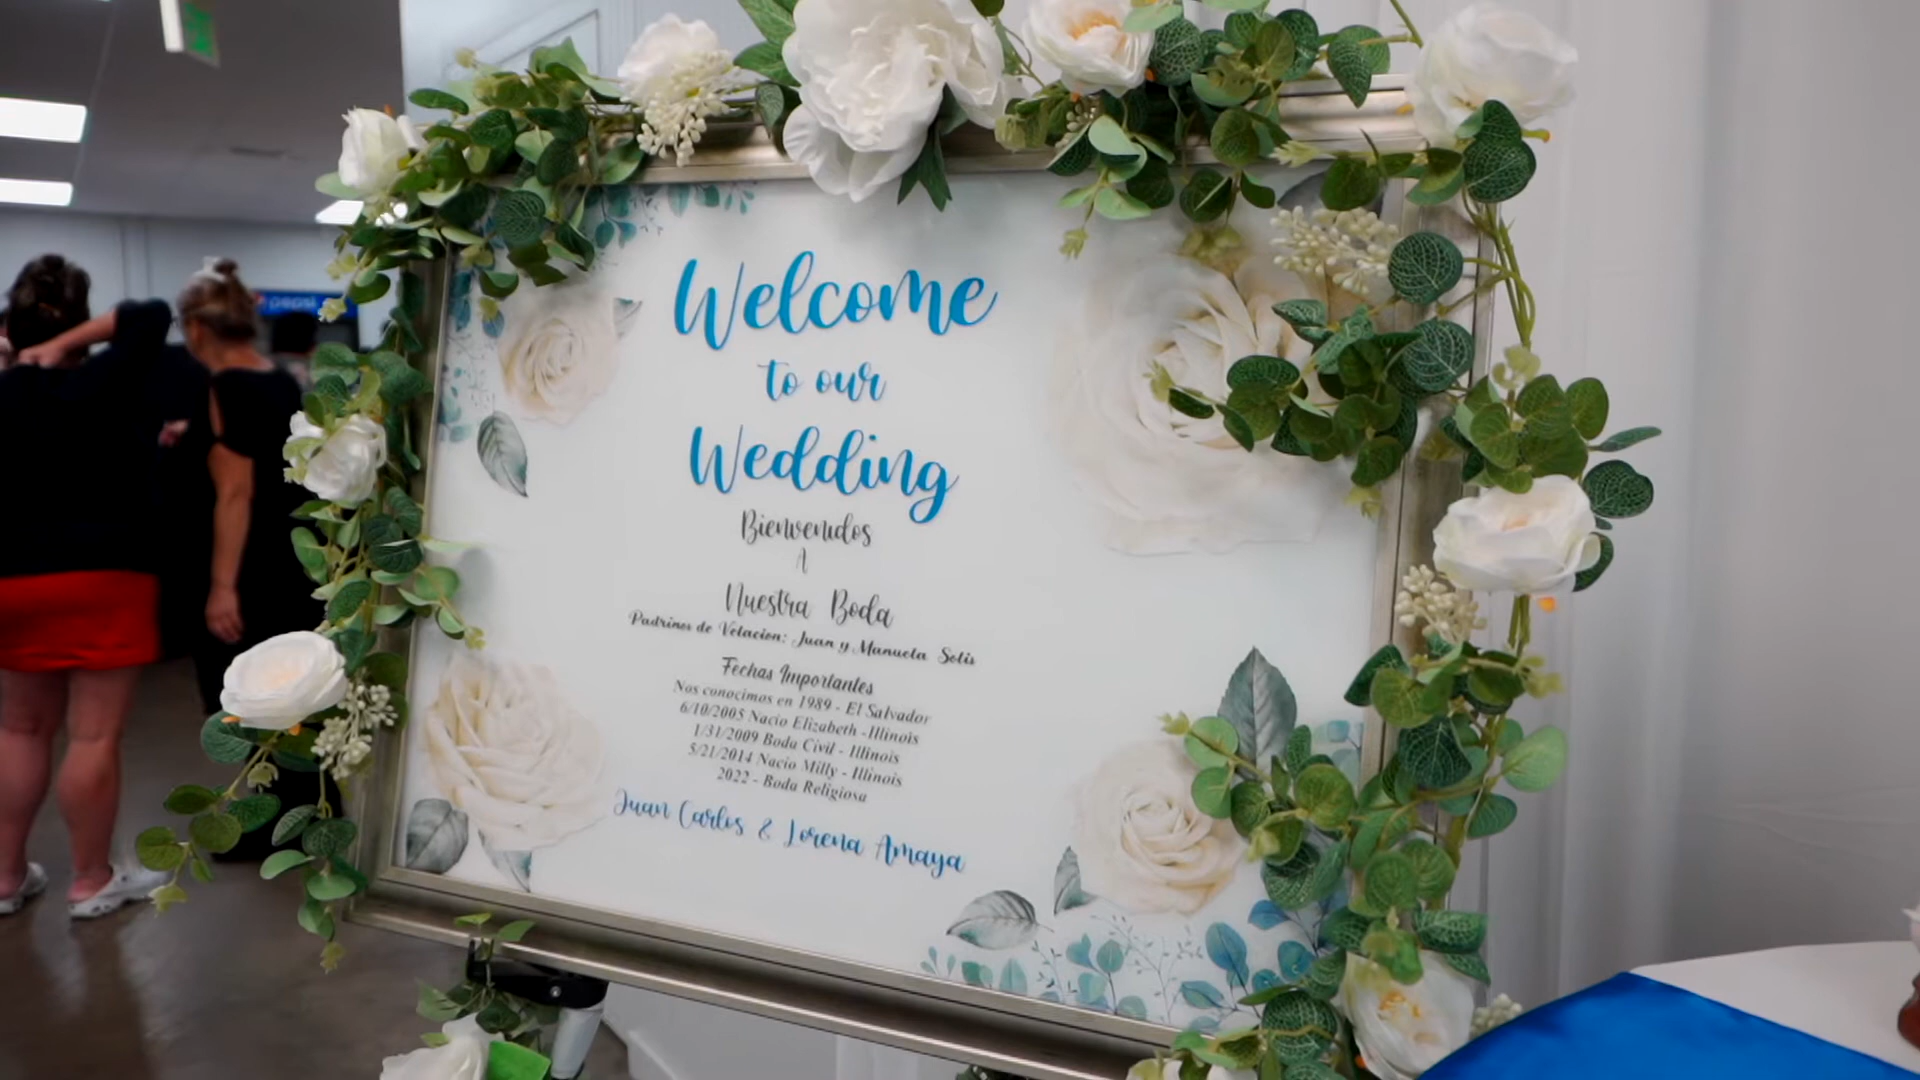 pepsi
Welcome
to our
Wedding
Bienvenidos
A
Nuestra Boda
Padrinos de Velacion: Juan y Manuela Solis
Fechas Importantes
Nos conocimos en 1989 - El Salvador
6/10/2005 Nacio Elizabeth - Illinois
1/31/2009 Boda Civil - Illinois
5/21/2014 Nacio Milly - Illinois
2022 - Boda Religiosa
Juan Carlos & Lorena Amaya